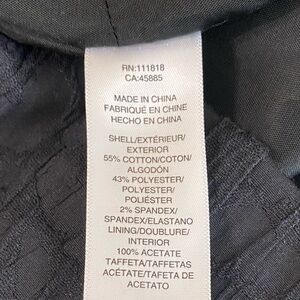 RN:111818
CA:45885
MADE IN CHINA
FABRIQUÉ EN CHINE
HECHO EN CHINA
SHELL/EXTÉRIEUR/
EXTERIOR
55% COTTON/COTON/
ALGODÓN
43% POLYESTER/
POLYESTER/
POLIÉSTER
2% SPANDEX/
SPANDEX/ELASTANO
LINING/DOUBLURE/
INTERIOR
100% ACETATE
TAFFETA/TAFFETAS
ACÉTATE/TAFETA DE
ACETATO